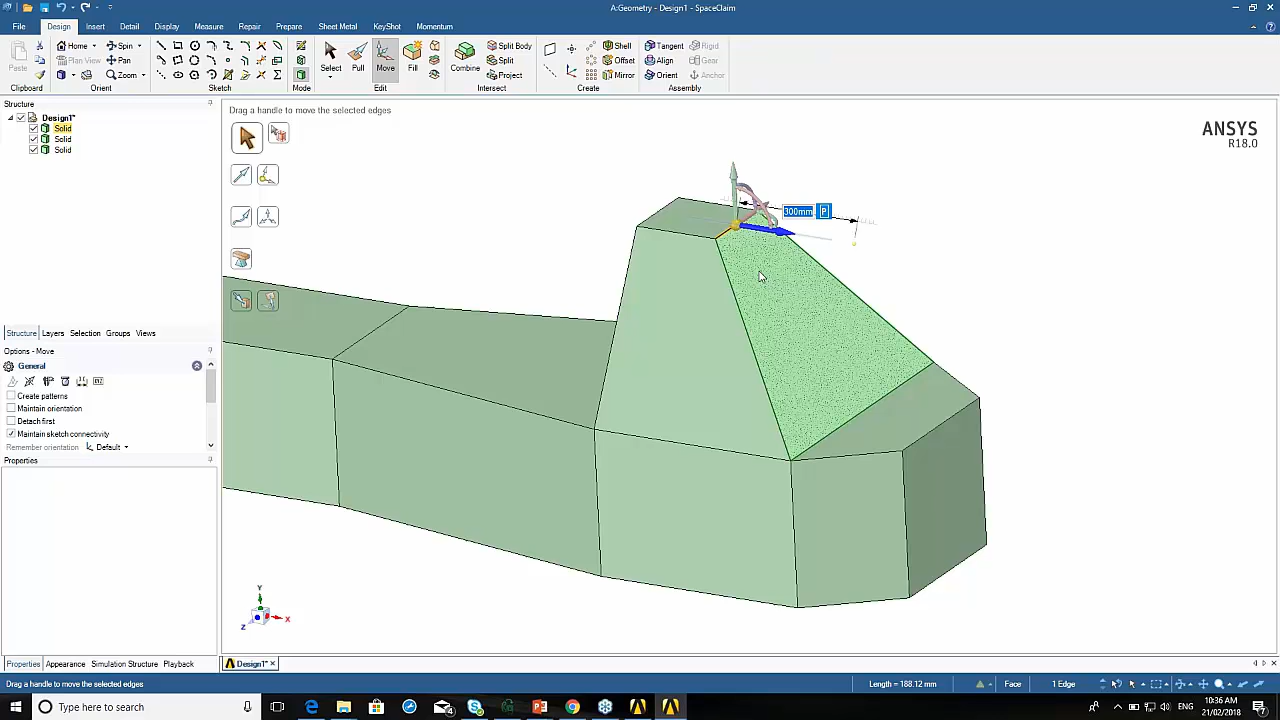 A:Geometry - Design1 - SpaceClaim
File Design Insert Detail Display Measure Repair Prepare Sheet Metal KeyShot Momentum
Paste
Home Spin
Plan View Pan
Zoom
Select Pull Move Fill
Combine
Split Body
Split
Project
Shell
Offset
Mirror
Tangent Rigid
Align Gear
Orient Anchor
Clipboard Orient Sketch Mode Edit Intersect Create Assembly
Structure
Design1*
Solid
Solid
Solid
Drag a handle to move the selected edges
ANSYS
R18.0
300mm P
Structure Layers Selection Groups Views
Options - Move
General
XYZ
Create patterns
Maintain orientation
Detach first
Maintain sketch connectivity
Remember orientation Default
Properties
Y
X
Z
Properties Appearance Simulation Structure Playback
Design1*
Drag a handle to move the selected edges
Length = 188.12 mm Face 1 Edge
Type here to search
ENG
10:36 AM
21/02/2018